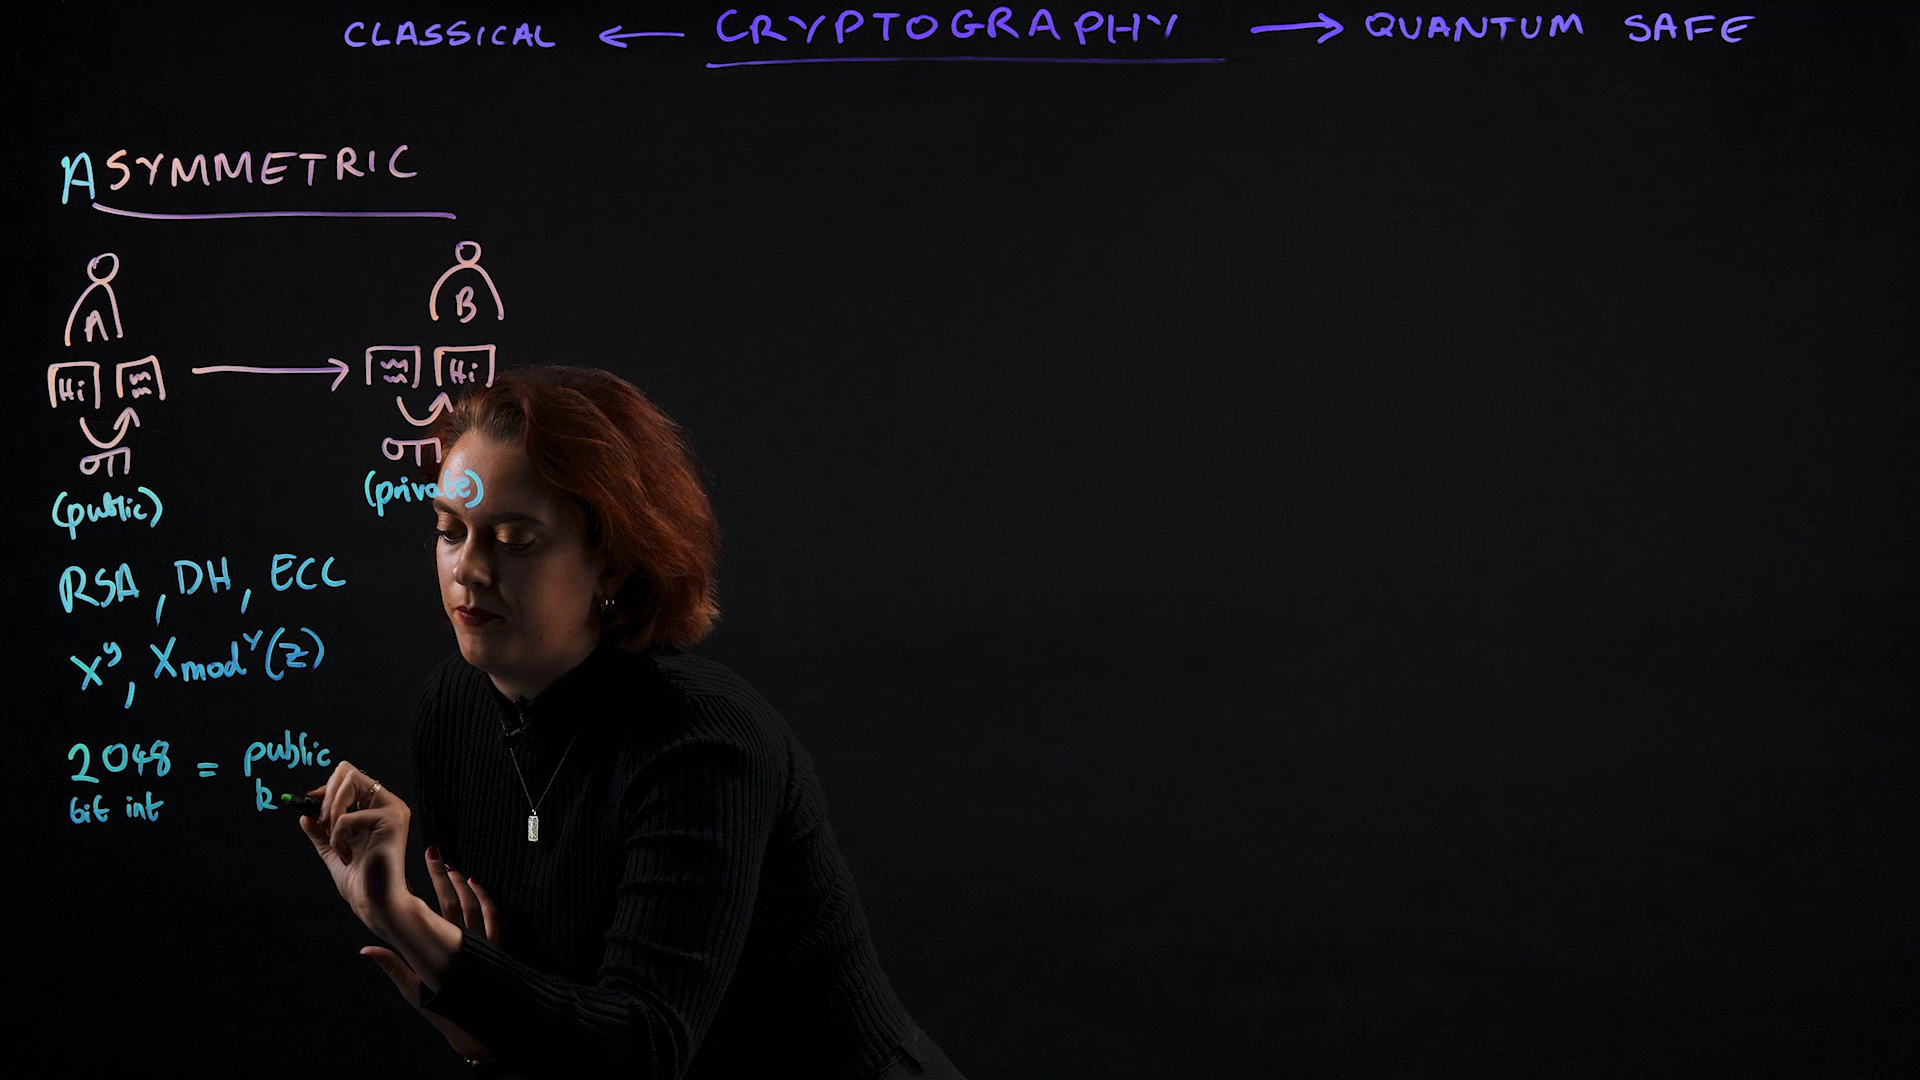 CLASSICAL ← CRYPTOGRAPHY → QUANTUM SAFE
ASYMMETRIC
A B
Hi Hi
(public) (private)
RSA, DH, ECC
x^y, Xmod^Y(z)
2048 = public
bit int k